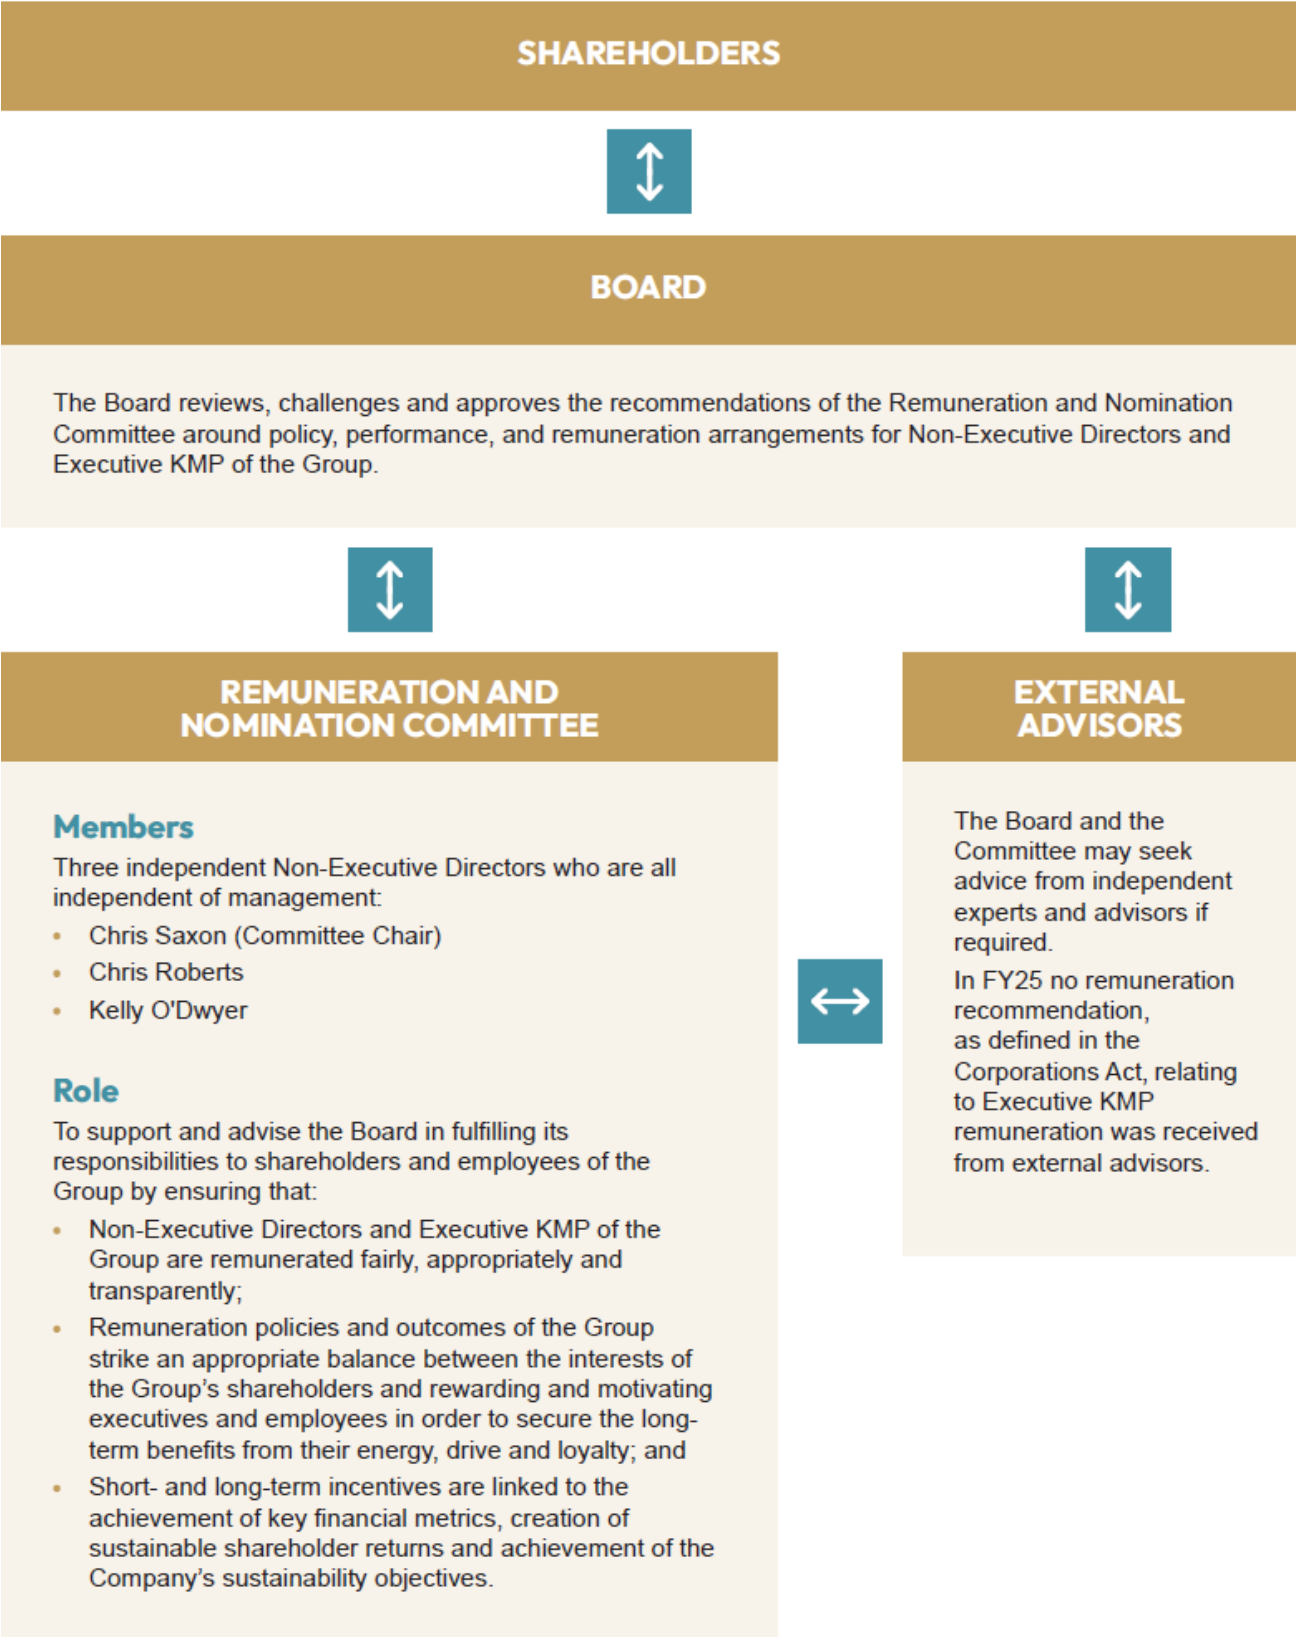 SHAREHOLDERS
BOARD
The Board reviews, challenges and approves the recommendations of the Remuneration and Nomination
Committee around policy, performance, and remuneration arrangements for Non-Executive Directors and
Executive KMP of the Group.
REMUNERATION AND
NOMINATION COMMITTEE
Members
Three independent Non-Executive Directors who are all
independent of management:
• Chris Saxon (Committee Chair)
• Chris Roberts
• Kelly O'Dwyer
Role
To support and advise the Board in fulfilling its
responsibilities to shareholders and employees of the
Group by ensuring that:
• Non-Executive Directors and Executive KMP of the
Group are remunerated fairly, appropriately and
transparently;
• Remuneration policies and outcomes of the Group
strike an appropriate balance between the interests of
the Group’s shareholders and rewarding and motivating
executives and employees in order to secure the long-
term benefits from their energy, drive and loyalty; and
• Short- and long-term incentives are linked to the
achievement of key financial metrics, creation of
sustainable shareholder returns and achievement of the
Company’s sustainability objectives.
EXTERNAL
ADVISORS
The Board and the
Committee may seek
advice from independent
experts and advisors if
required.
In FY25 no remuneration
recommendation,
as defined in the
Corporations Act, relating
to Executive KMP
remuneration was received
from external advisors.